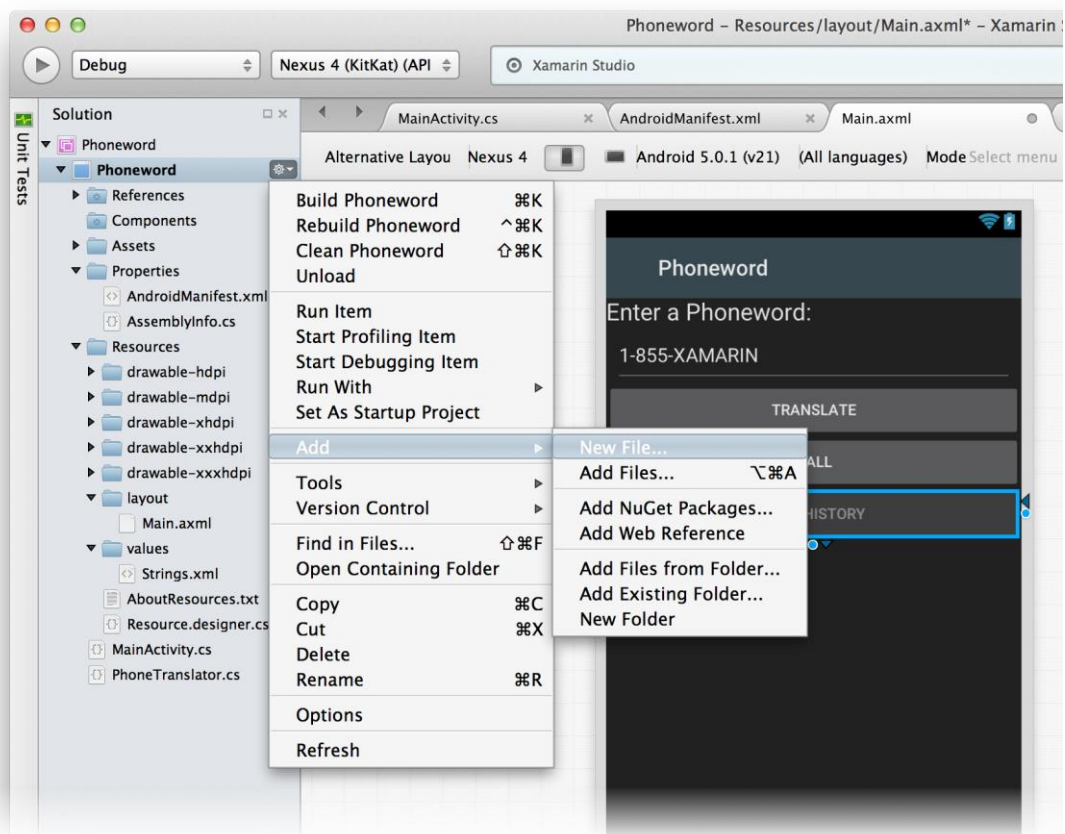 Phoneword – Resources/layout/Main.axml* – Xamarin
Debug
Nexus 4 (KitKat) (API
Xamarin Studio
Unit Tests
Solution
Phoneword
Phoneword
References
Components
Assets
Properties
AndroidManifest.xml
AssemblyInfo.cs
Resources
drawable-hdpi
drawable-mdpi
drawable-xhdpi
drawable-xxhdpi
drawable-xxxhdpi
layout
Main.axml
values
Strings.xml
AboutResources.txt
Resource.designer.cs
MainActivity.cs
PhoneTranslator.cs
MainActivity.cs
AndroidManifest.xml
Main.axml
Alternative Layou
Nexus 4
Android 5.0.1 (v21)
(All languages)
Mode Select menu
Build Phoneword ⌘K
Rebuild Phoneword ^⌘K
Clean Phoneword ⇧⌘K
Unload
Run Item
Start Profiling Item
Start Debugging Item
Run With
Set As Startup Project
Add
Tools
Version Control
Find in Files... ⇧⌘F
Open Containing Folder
Copy ⌘C
Cut ⌘X
Delete
Rename ⌘R
Options
Refresh
New File...
Add Files... ⌥⌘A
Add NuGet Packages...
Add Web Reference
Add Files from Folder...
Add Existing Folder...
New Folder
Phoneword
Enter a Phoneword:
1-855-XAMARIN
TRANSLATE
ALL
HISTORY